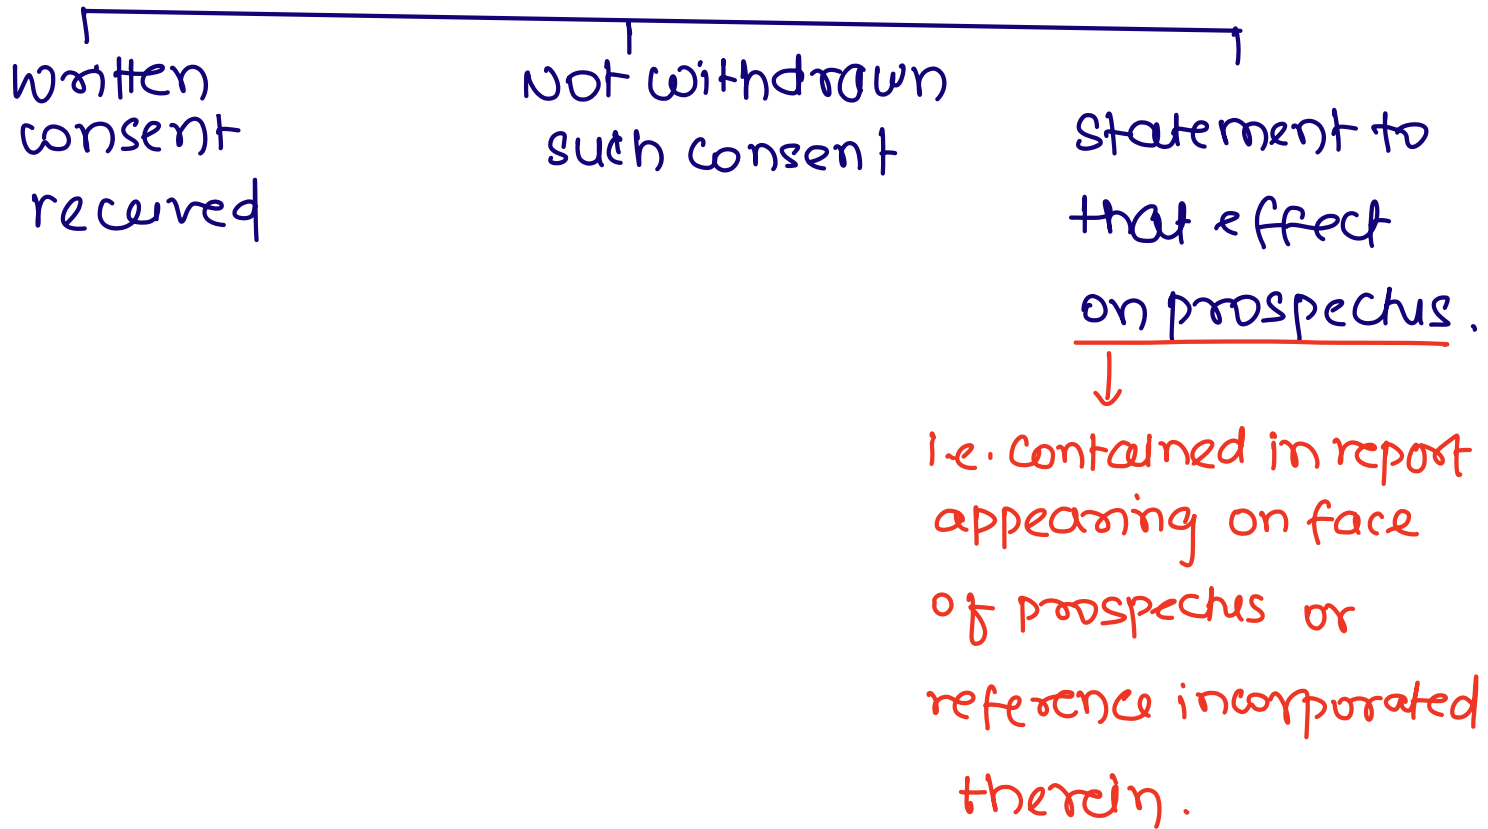 written
consent
received
Not withdrawn
such consent
statement to
that effect
on prospectus.
i.e. contained in report
appearing on face
of prospectus or
reference incorporated
therein.